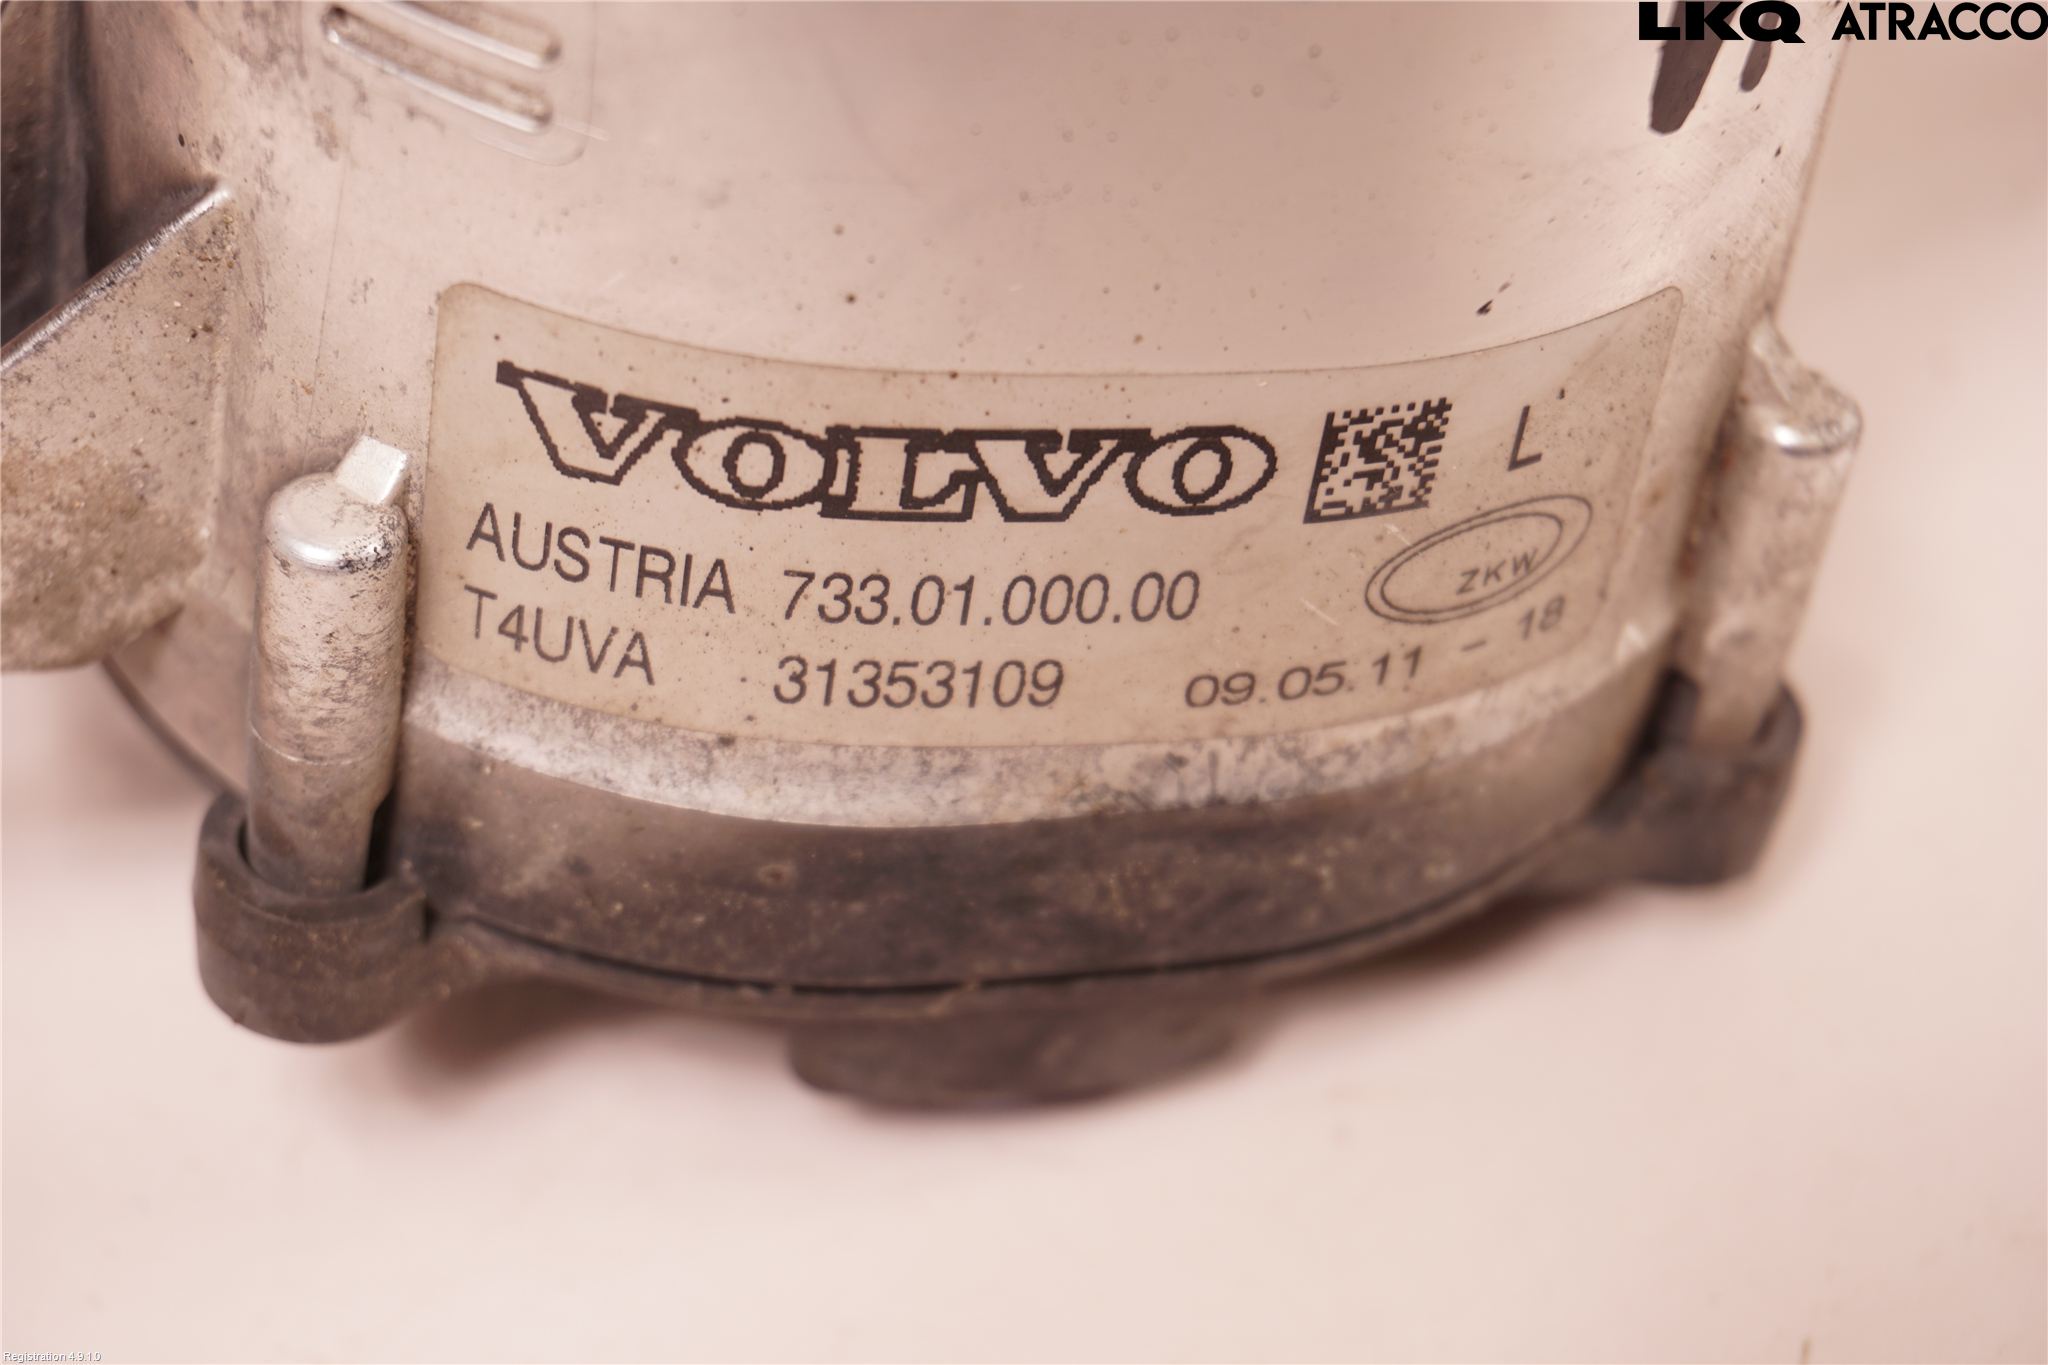 LKQ ATRACCO
VOLVO L
ZKW
AUSTRIA 733.01.000.00
T4UVA 31353109 09.05.11 - 18
Registration 4.9.1.0